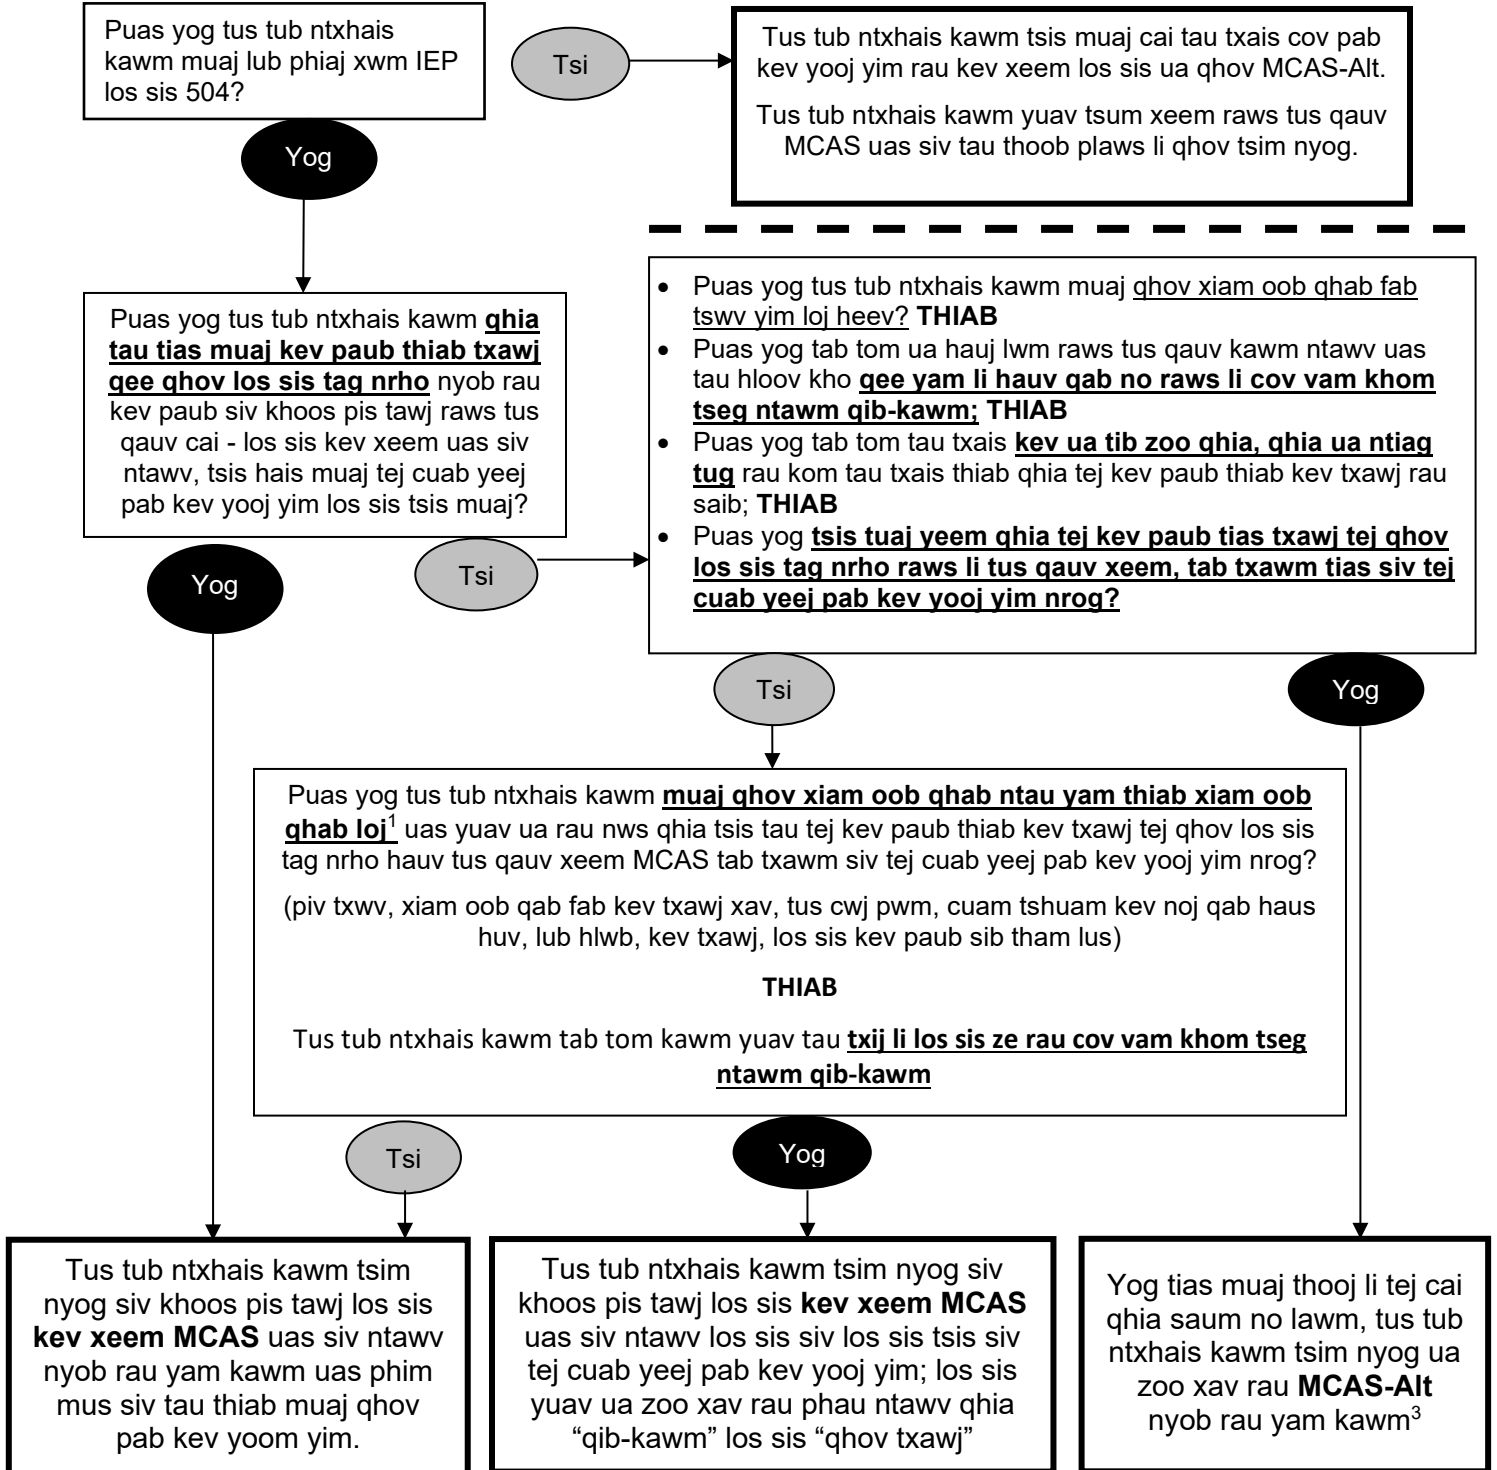 Puas yog tus tub ntxhais
kawm muaj lub phiaj xwm IEP
los sis 504?
Tsi
Tus tub ntxhais kawm tsis muaj cai tau txais cov pab
kev yooj yim rau kev xeem los sis ua qhov MCAS-Alt.
Tus tub ntxhais kawm yuav tsum xeem raws tus qauv
MCAS uas siv tau thoob plaws li qhov tsim nyog.
Yog
Puas yog tus tub ntxhais kawm qhia
tau tias muaj kev paub thiab txawj
qee qhov los sis tag nrho nyob rau
kev paub siv khoos pis tawj raws tus
qauv cai - los sis kev xeem uas siv
ntawv, tsis hais muaj tej cuab yeej
pab kev yooj yim los sis tsis muaj?
Yog
Tsi
• Puas yog tus tub ntxhais kawm muaj qhov xiam oob qhab fab
tswv yim loj heev? THIAB
• Puas yog tab tom ua hauj lwm raws tus qauv kawm ntawv uas
tau hloov kho qee yam li hauv qab no raws li cov vam khom
tseg ntawm qib-kawm; THIAB
• Puas yog tab tom tau txais kev ua tib zoo qhia, qhia ua ntiag
tug rau kom tau txais thiab qhia tej kev paub thiab kev txawj rau
saib; THIAB
• Puas yog tsis tuaj yeem qhia tej kev paub tias txawj tej qhov
los sis tag nrho raws li tus qauv xeem, tab txawm tias siv tej
cuab yeej pab kev yooj yim nrog?
Tsi
Yog
Puas yog tus tub ntxhais kawm muaj qhov xiam oob qhab ntau yam thiab xiam oob
qhab loj1 uas yuav ua rau nws qhia tsis tau tej kev paub thiab kev txawj tej qhov los sis
tag nrho hauv tus qauv xeem MCAS tab txawm siv tej cuab yeej pab kev yooj yim nrog?
(piv txwv, xiam oob qab fab kev txawj xav, tus cwj pwm, cuam tshuam kev noj qab haus
huv, lub hlwb, kev txawj, los sis kev paub sib tham lus)
THIAB
Tus tub ntxhais kawm tab tom kawm yuav tau txij li los sis ze rau cov vam khom tseg
ntawm qib-kawm
Tsi
Yog
Tus tub ntxhais kawm tsim
nyog siv khoos pis tawj los sis
kev xeem MCAS uas siv ntawv
nyob rau yam kawm uas phim
mus siv tau thiab muaj qhov
pab kev yoom yim.
Tus tub ntxhais kawm tsim nyog siv
khoos pis tawj los sis kev xeem MCAS
uas siv ntawv los sis siv los sis tsis siv
tej cuab yeej pab kev yooj yim; los sis
yuav ua zoo xav rau phau ntawv qhia
“qib-kawm” los sis “qhov txawj”
Yog tias muaj thooj li tej cai
qhia saum no lawm, tus tub
ntxhais kawm tsim nyog ua
zoo xav rau MCAS-Alt
nyob rau yam kawm3